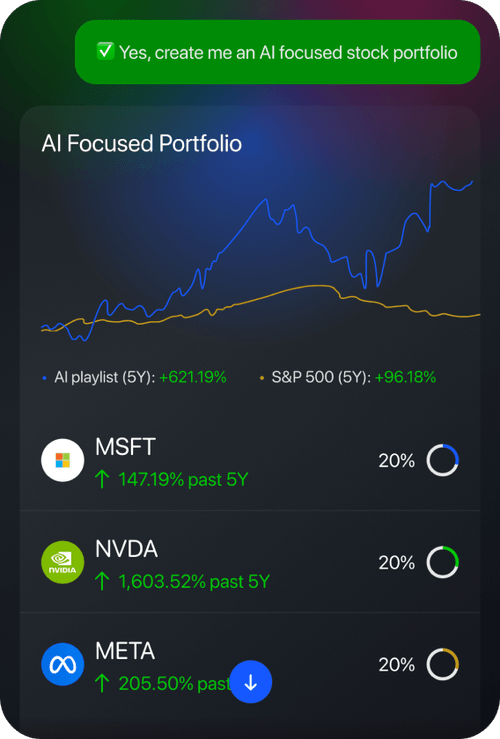 ✅ Yes, create me an AI focused stock portfolio
AI Focused Portfolio
• AI playlist (5Y): +621.19% • S&P 500 (5Y): +96.18%
MSFT
20%
↑ 147.19% past 5Y
NVDA
20%
NVIDIA
↑ 1,603.52% past 5Y
META
20%
↑ 205.50% past